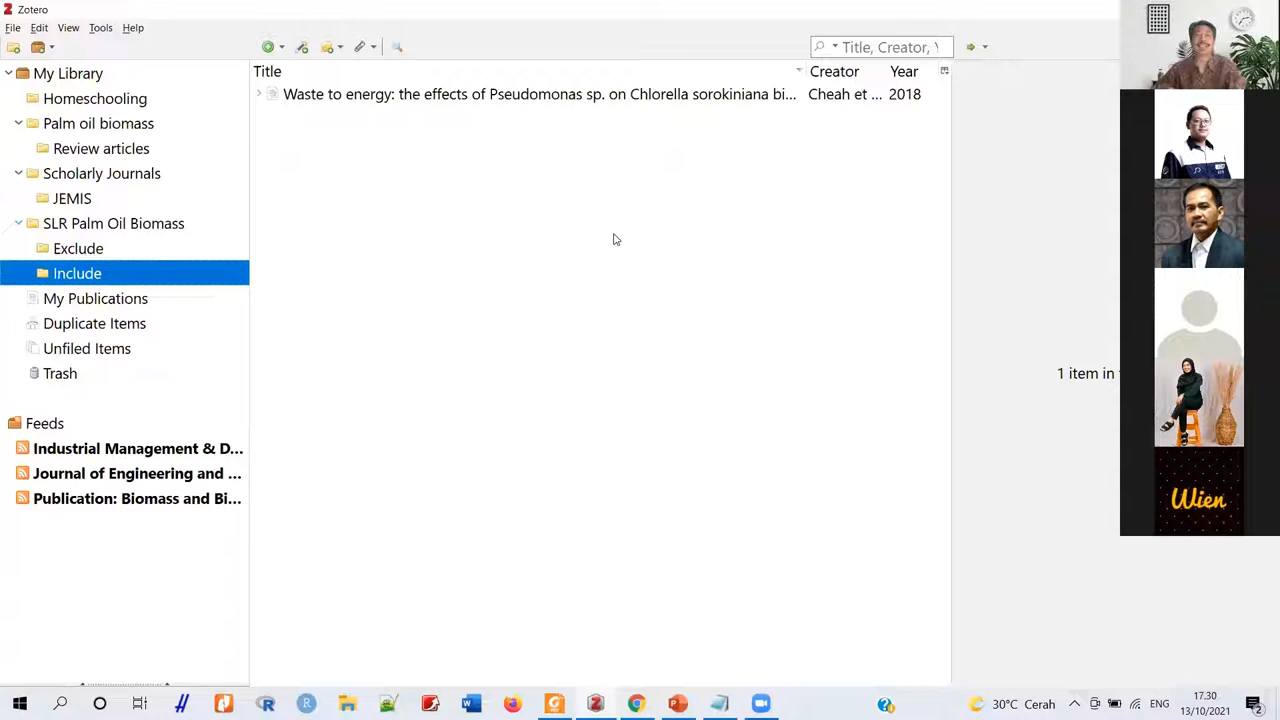 Zotero
File Edit View Tools Help
Title, Creator, Y
My Library
Homeschooling
Palm oil biomass
Review articles
Scholarly Journals
JEMIS
SLR Palm Oil Biomass
Exclude
Include
My Publications
Duplicate Items
Unfiled Items
Trash
Feeds
Industrial Management & D...
Journal of Engineering and ...
Publication: Biomass and Bi...
Title Creator Year
Waste to energy: the effects of Pseudomonas sp. on Chlorella sorokiniana bi... Cheah et ... 2018
1 item in
Wien
30°C Cerah
ENG
17.30
13/10/2021
2